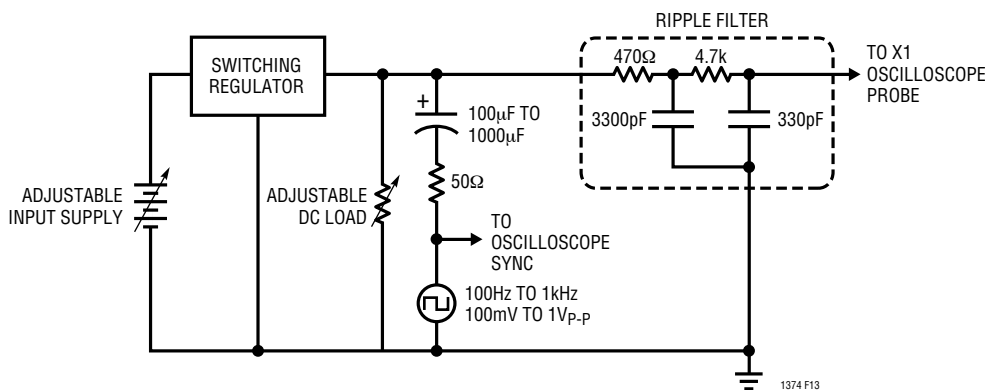 RIPPLE FILTER
SWITCHING
REGULATOR
470Ω
4.7k
TO X1
OSCILLOSCOPE
PROBE
+
100µF TO
1000µF
3300pF
330pF
50Ω
ADJUSTABLE
INPUT SUPPLY
ADJUSTABLE
DC LOAD
TO
OSCILLOSCOPE
SYNC
100Hz TO 1kHz
100mV TO 1VP-P
1374 F13